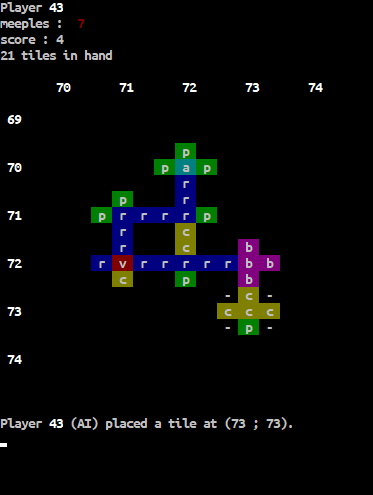 Player 43
meeples : 7
score : 4
21 tiles in hand
70 71 72 73 74
69
p
70 p a p
r
p r
71 p r r r r r p
r c
r c b
72 r v r r r r r b b
c p b
- c -
73 c c c
- p -
74
Player 43 (AI) placed a tile at (73 ; 73).